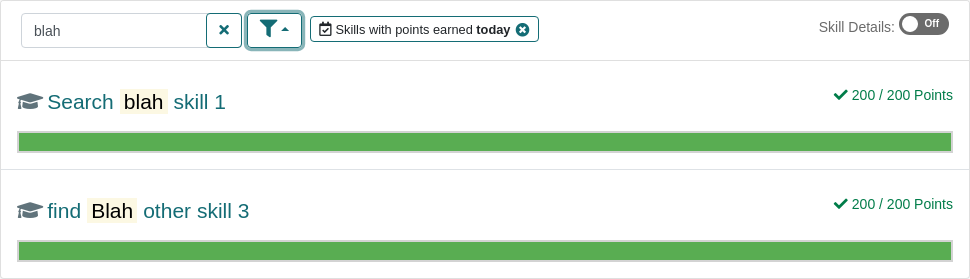 blah
Skills with points earned today
Skill Details: Off
Search blah skill 1
200 / 200 Points
find Blah other skill 3
200 / 200 Points